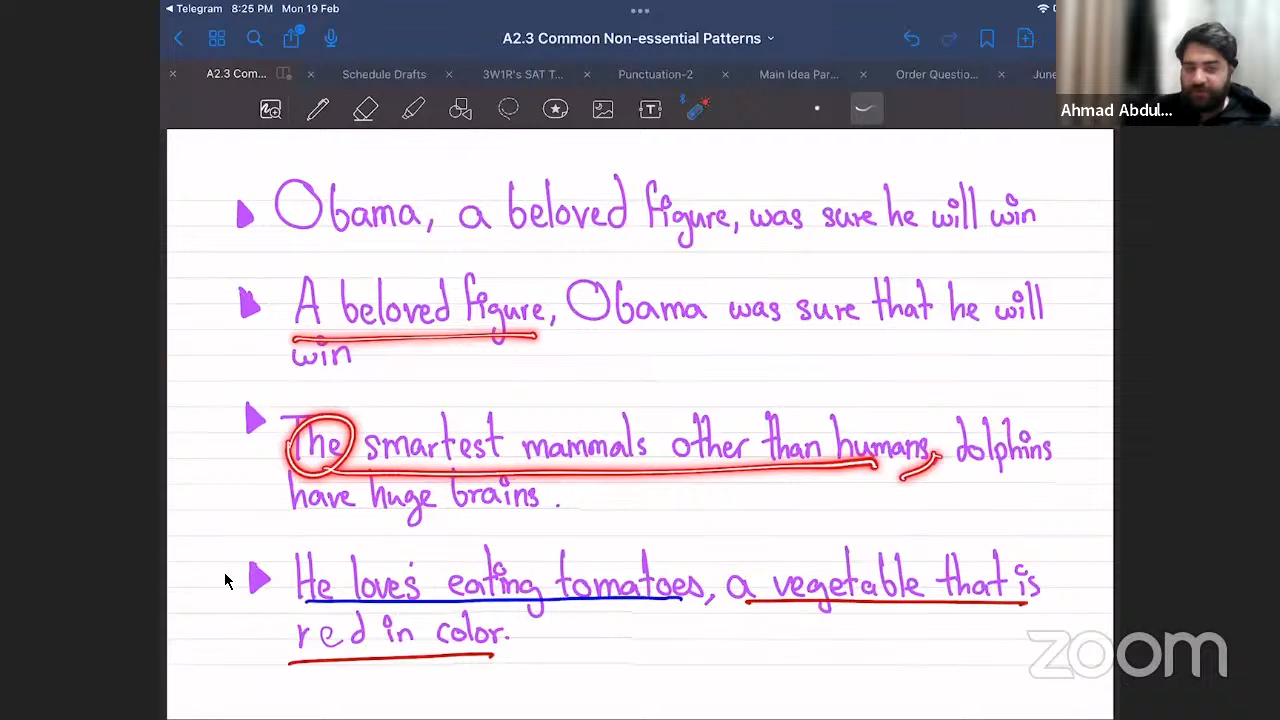 Telegram 8:25 PM Mon 19 Feb
A2.3 Common Non-essential Patterns
A2.3 Com... Schedule Drafts 3W1R's SAT T... Punctuation-2 Main Idea Par... Order Questio... June
Ahmad Abdul...
Obama, a beloved figure, was sure he will win
A beloved figure, Obama was sure that he will
win
The smartest mammals other than humans, dolphins
have huge brains.
He loves eating tomatoes, a vegetable that is
red in color.
zoom